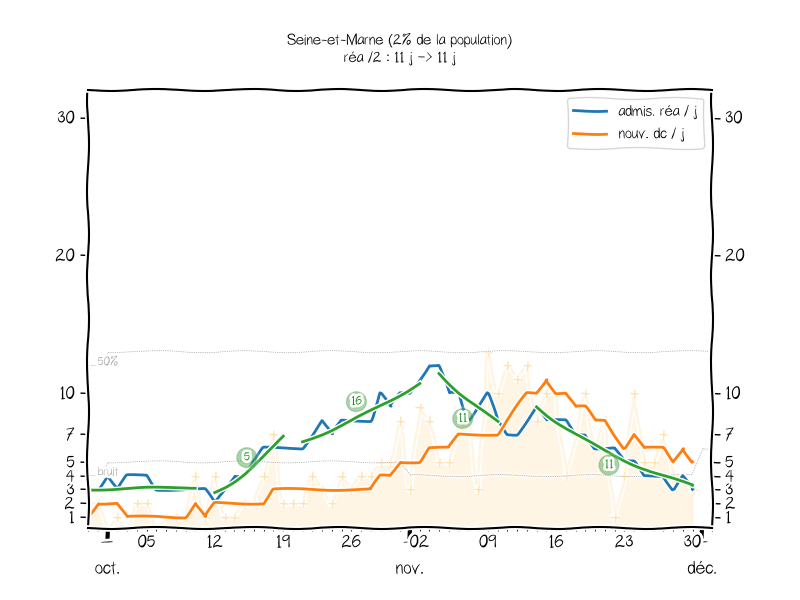 Seine-et-Marne (2% de la population)
réa /2 : 11 j -> 11 j
admis. réa / j
nouv. dc / j
30 30
20 20
50%
10 10
16
11
7 7
5
5 5
bruit
11
4 4
3 3
2 2
1 1
05 12 19 26 02 09 16 23 30
oct. nov. déc.